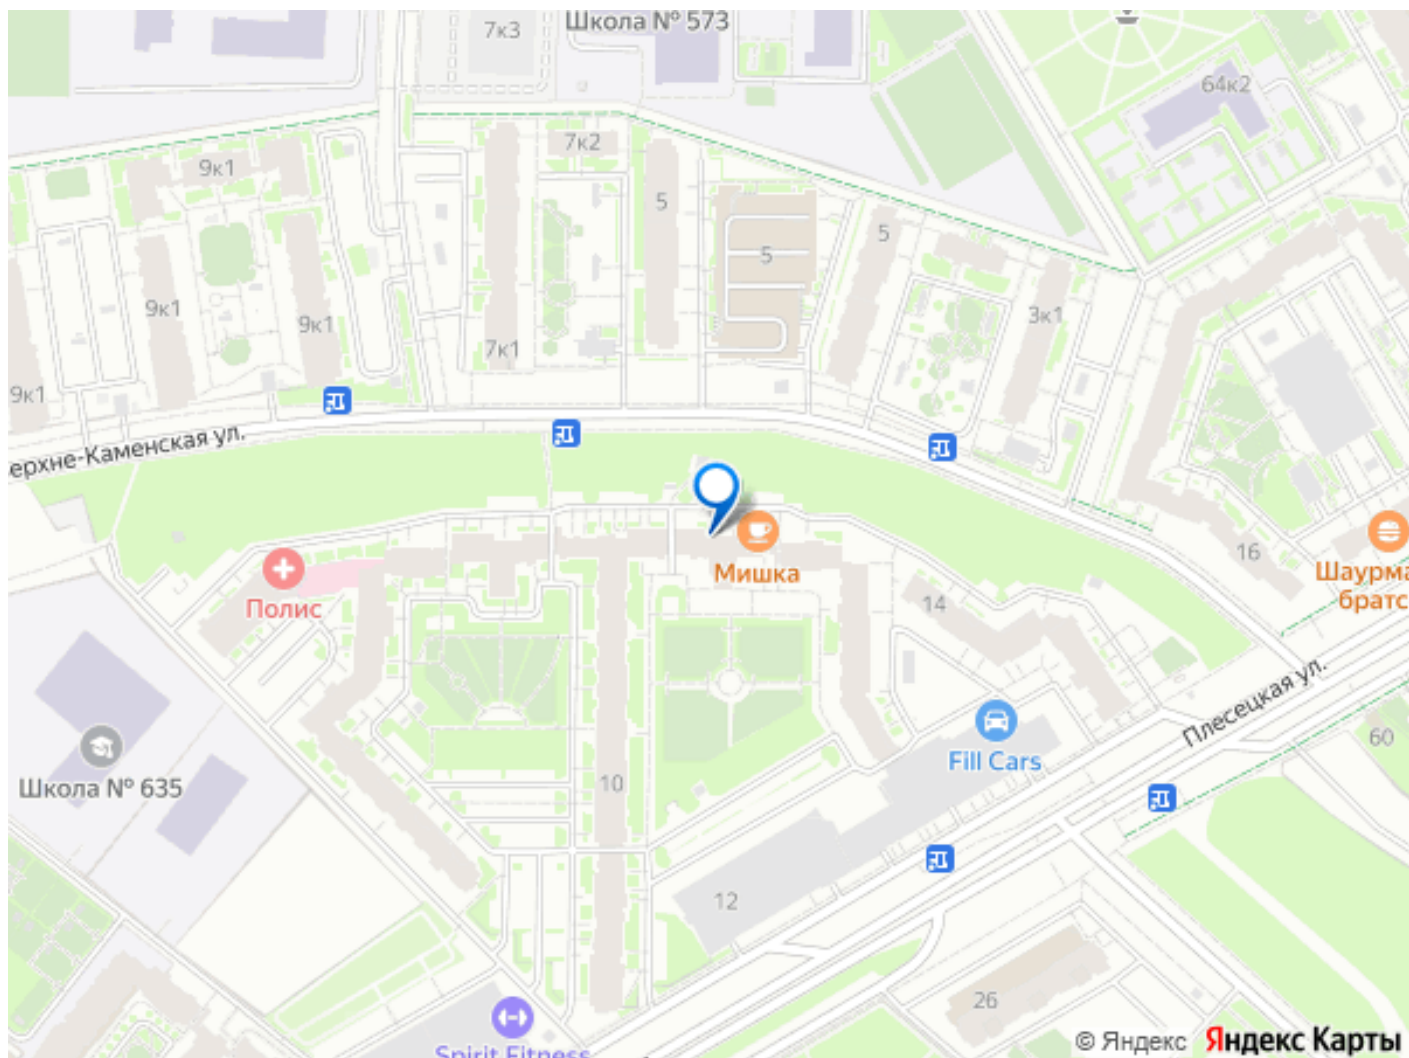 Школа № 573
7к3
64к2
7к2
9к1
5
5
5
9к1
9к1
3к1
7к1
9к1
ерхне-Каменская ул.
16
Мишка
Шаурма
братс
Полис
14
Плесецкая ул.
60
Fill Cars
10
Школа № 635
12
26
Spirit Fitness
© Яндекс Яндекс Карты